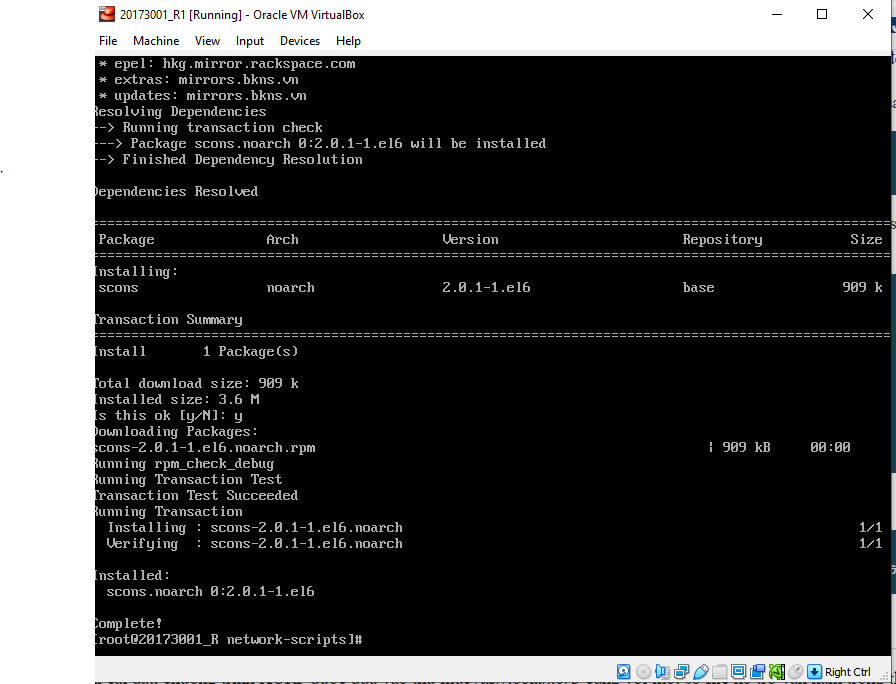 20173001_R1 [Running] - Oracle VM VirtualBox
File Machine View Input Devices Help
* epel: hkg.mirror.rackspace.com
* extras: mirrors.bkns.vn
* updates: mirrors.bkns.vn
Resolving Dependencies
--> Running transaction check
---> Package scons.noarch 0:2.0.1-1.el6 will be installed
--> Finished Dependency Resolution
Dependencies Resolved
================================================================================
Package Arch Version Repository Size
================================================================================
Installing:
scons noarch 2.0.1-1.el6 base 909 k
Transaction Summary
================================================================================
Install 1 Package(s)
Total download size: 909 k
Installed size: 3.6 M
Is this ok [y/N]: y
Downloading Packages:
scons-2.0.1-1.el6.noarch.rpm | 909 kB 00:00
Running rpm_check_debug
Running Transaction Test
Transaction Test Succeeded
Running Transaction
Installing : scons-2.0.1-1.el6.noarch 1/1
Verifying : scons-2.0.1-1.el6.noarch 1/1
Installed:
scons.noarch 0:2.0.1-1.el6
Complete!
[root@20173001_R network-scripts]#
Right Ctrl